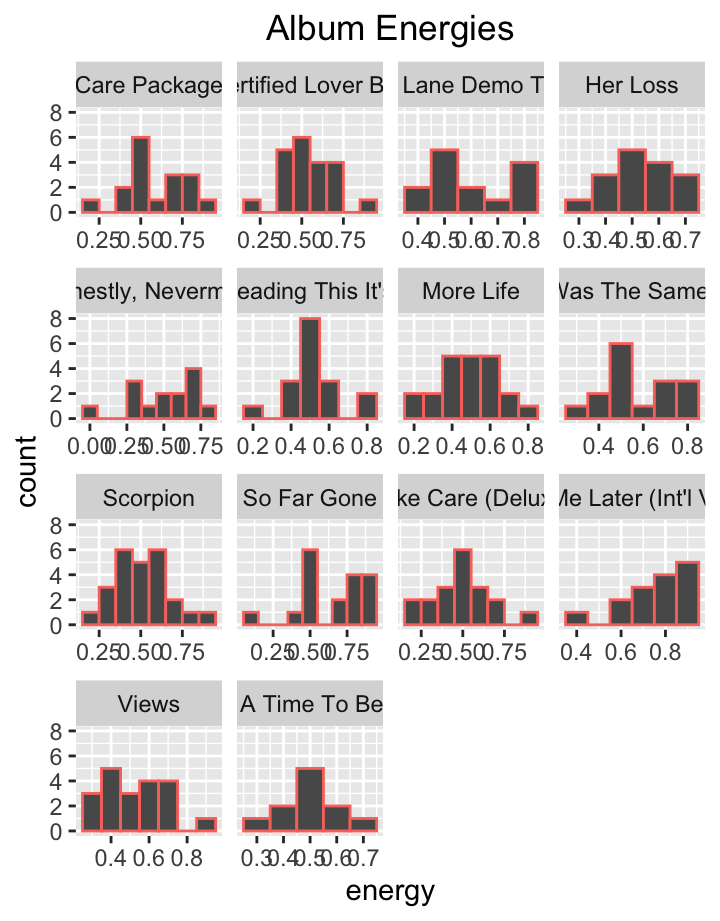 Album Energies
Care Package
ertified Lover B
Lane Demo T
Her Loss
8
6
4
2
0
0.25 0.50 0.75
0.25 0.50 0.75
0.4 0.5 0.6 0.7 0.8
0.3 0.4 0.5 0.6 0.7
nestly, Neverm
eading This It's
More Life
Was The Same
8
6
4
2
0
0.00 0.25 0.50 0.75
0.2 0.4 0.6 0.8
0.2 0.4 0.6 0.8
0.4 0.6 0.8
count
Scorpion
So Far Gone
ke Care (Delux
Me Later (Int'l V
8
6
4
2
0
0.25 0.50 0.75
0.25 0.50 0.75
0.25 0.50 0.75
0.4 0.6 0.8
Views
A Time To Be
8
6
4
2
0
0.4 0.6 0.8
0.3 0.4 0.5 0.6 0.7
energy